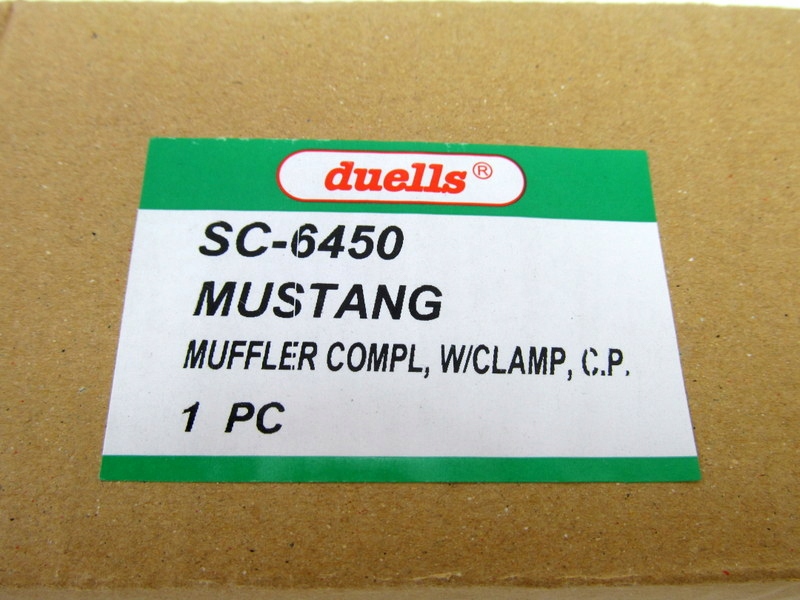 duells®
SC-6450
MUSTANG
MUFFLER COMPL, W/CLAMP, C.P.
1 PC